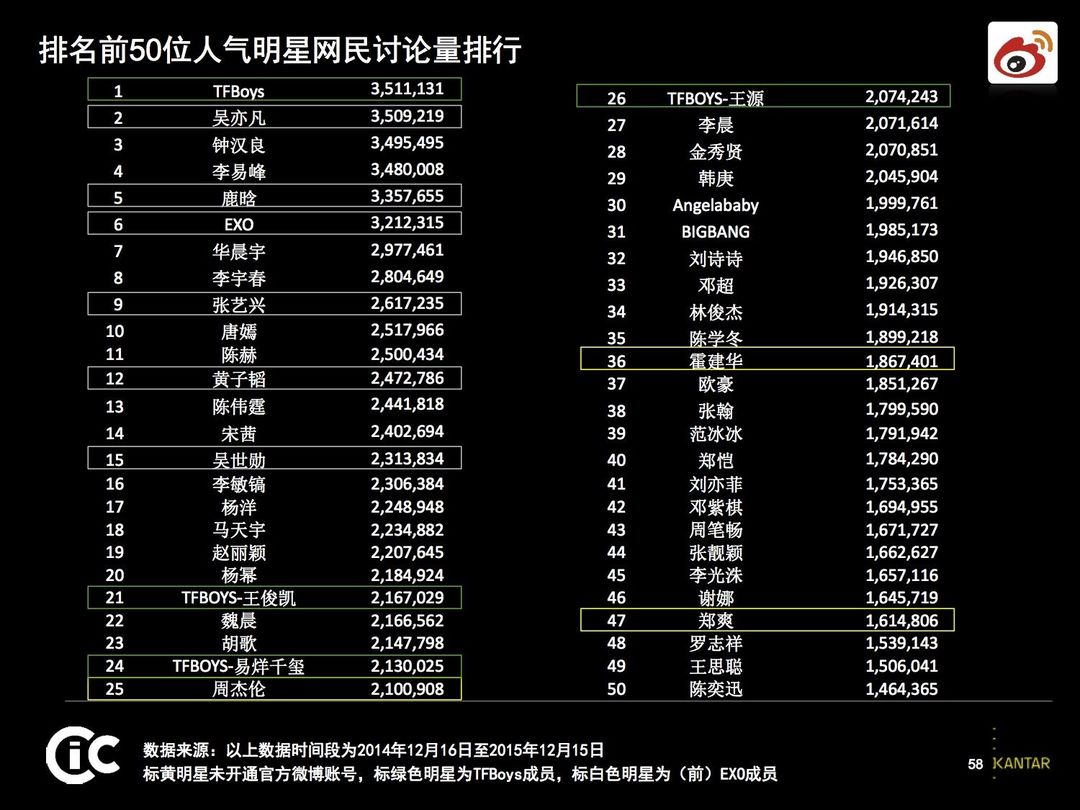 排名前50位人气明星网民讨论量排行
1 TFBoys 3,511,131
2 吴亦凡 3,509,219
3 钟汉良 3,495,495
4 李易峰 3,480,008
5 鹿晗 3,357,655
6 EXO 3,212,315
7 华晨宇 2,977,461
8 李宇春 2,804,649
9 张艺兴 2,617,235
10 唐嫣 2,517,966
11 陈赫 2,500,434
12 黄子韬 2,472,786
13 陈伟霆 2,441,818
14 宋茜 2,402,694
15 吴世勋 2,313,834
16 李敏镐 2,306,384
17 杨洋 2,248,948
18 马天宇 2,234,882
19 赵丽颖 2,207,645
20 杨幂 2,184,924
21 TFBOYS-王俊凯 2,167,029
22 魏晨 2,166,562
23 胡歌 2,147,798
24 TFBOYS-易烊千玺 2,130,025
25 周杰伦 2,100,908
26 TFBOYS-王源 2,074,243
27 李晨 2,071,614
28 金秀贤 2,070,851
29 韩庚 2,045,904
30 Angelababy 1,999,761
31 BIGBANG 1,985,173
32 刘诗诗 1,946,850
33 邓超 1,926,307
34 林俊杰 1,914,315
35 陈学冬 1,899,218
36 霍建华 1,867,401
37 欧豪 1,851,267
38 张翰 1,799,590
39 范冰冰 1,791,942
40 郑恺 1,784,290
41 刘亦菲 1,753,365
42 邓紫棋 1,694,955
43 周笔畅 1,671,727
44 张靓颖 1,662,627
45 李光洙 1,657,116
46 谢娜 1,645,719
47 郑爽 1,614,806
48 罗志祥 1,539,143
49 王思聪 1,506,041
50 陈奕迅 1,464,365
CIC
数据来源：以上数据时间段为2014年12月16日至2015年12月15日
标黄明星未开通官方微博账号，标绿色明星为TFBoys成员，标白色明星为（前）EXO成员
58 KANTAR